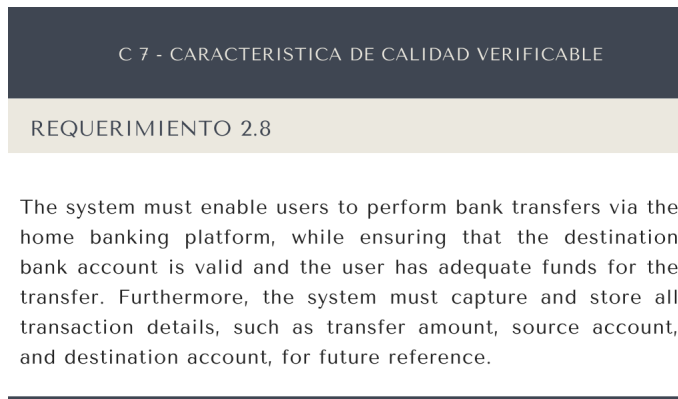 C 7 - CARACTERISTICA DE CALIDAD VERIFICABLE
REQUERIMIENTO 2.8
The system must enable users to perform bank transfers via the
home banking platform, while ensuring that the destination
bank account is valid and the user has adequate funds for the
transfer. Furthermore, the system must capture and store all
transaction details, such as transfer amount, source account,
and destination account, for future reference.